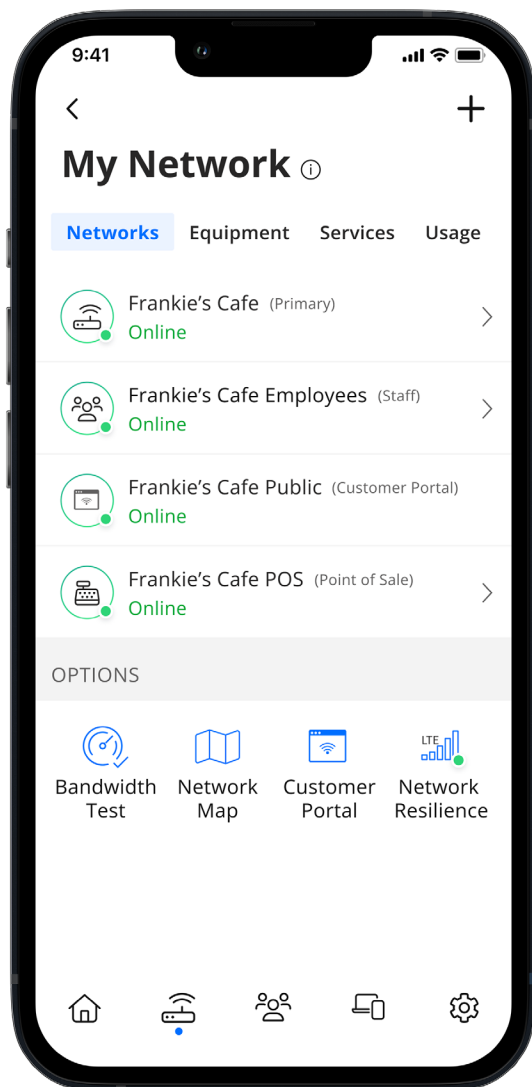 9:41
My Network
Networks Equipment Services Usage
Frankie’s Cafe (Primary)
Online
Frankie’s Cafe Employees (Staff)
Online
Frankie’s Cafe Public (Customer Portal)
Online
Frankie’s Cafe POS (Point of Sale)
Online
OPTIONS
LTE
Bandwidth Test
Network Map
Customer Portal
Network Resilience